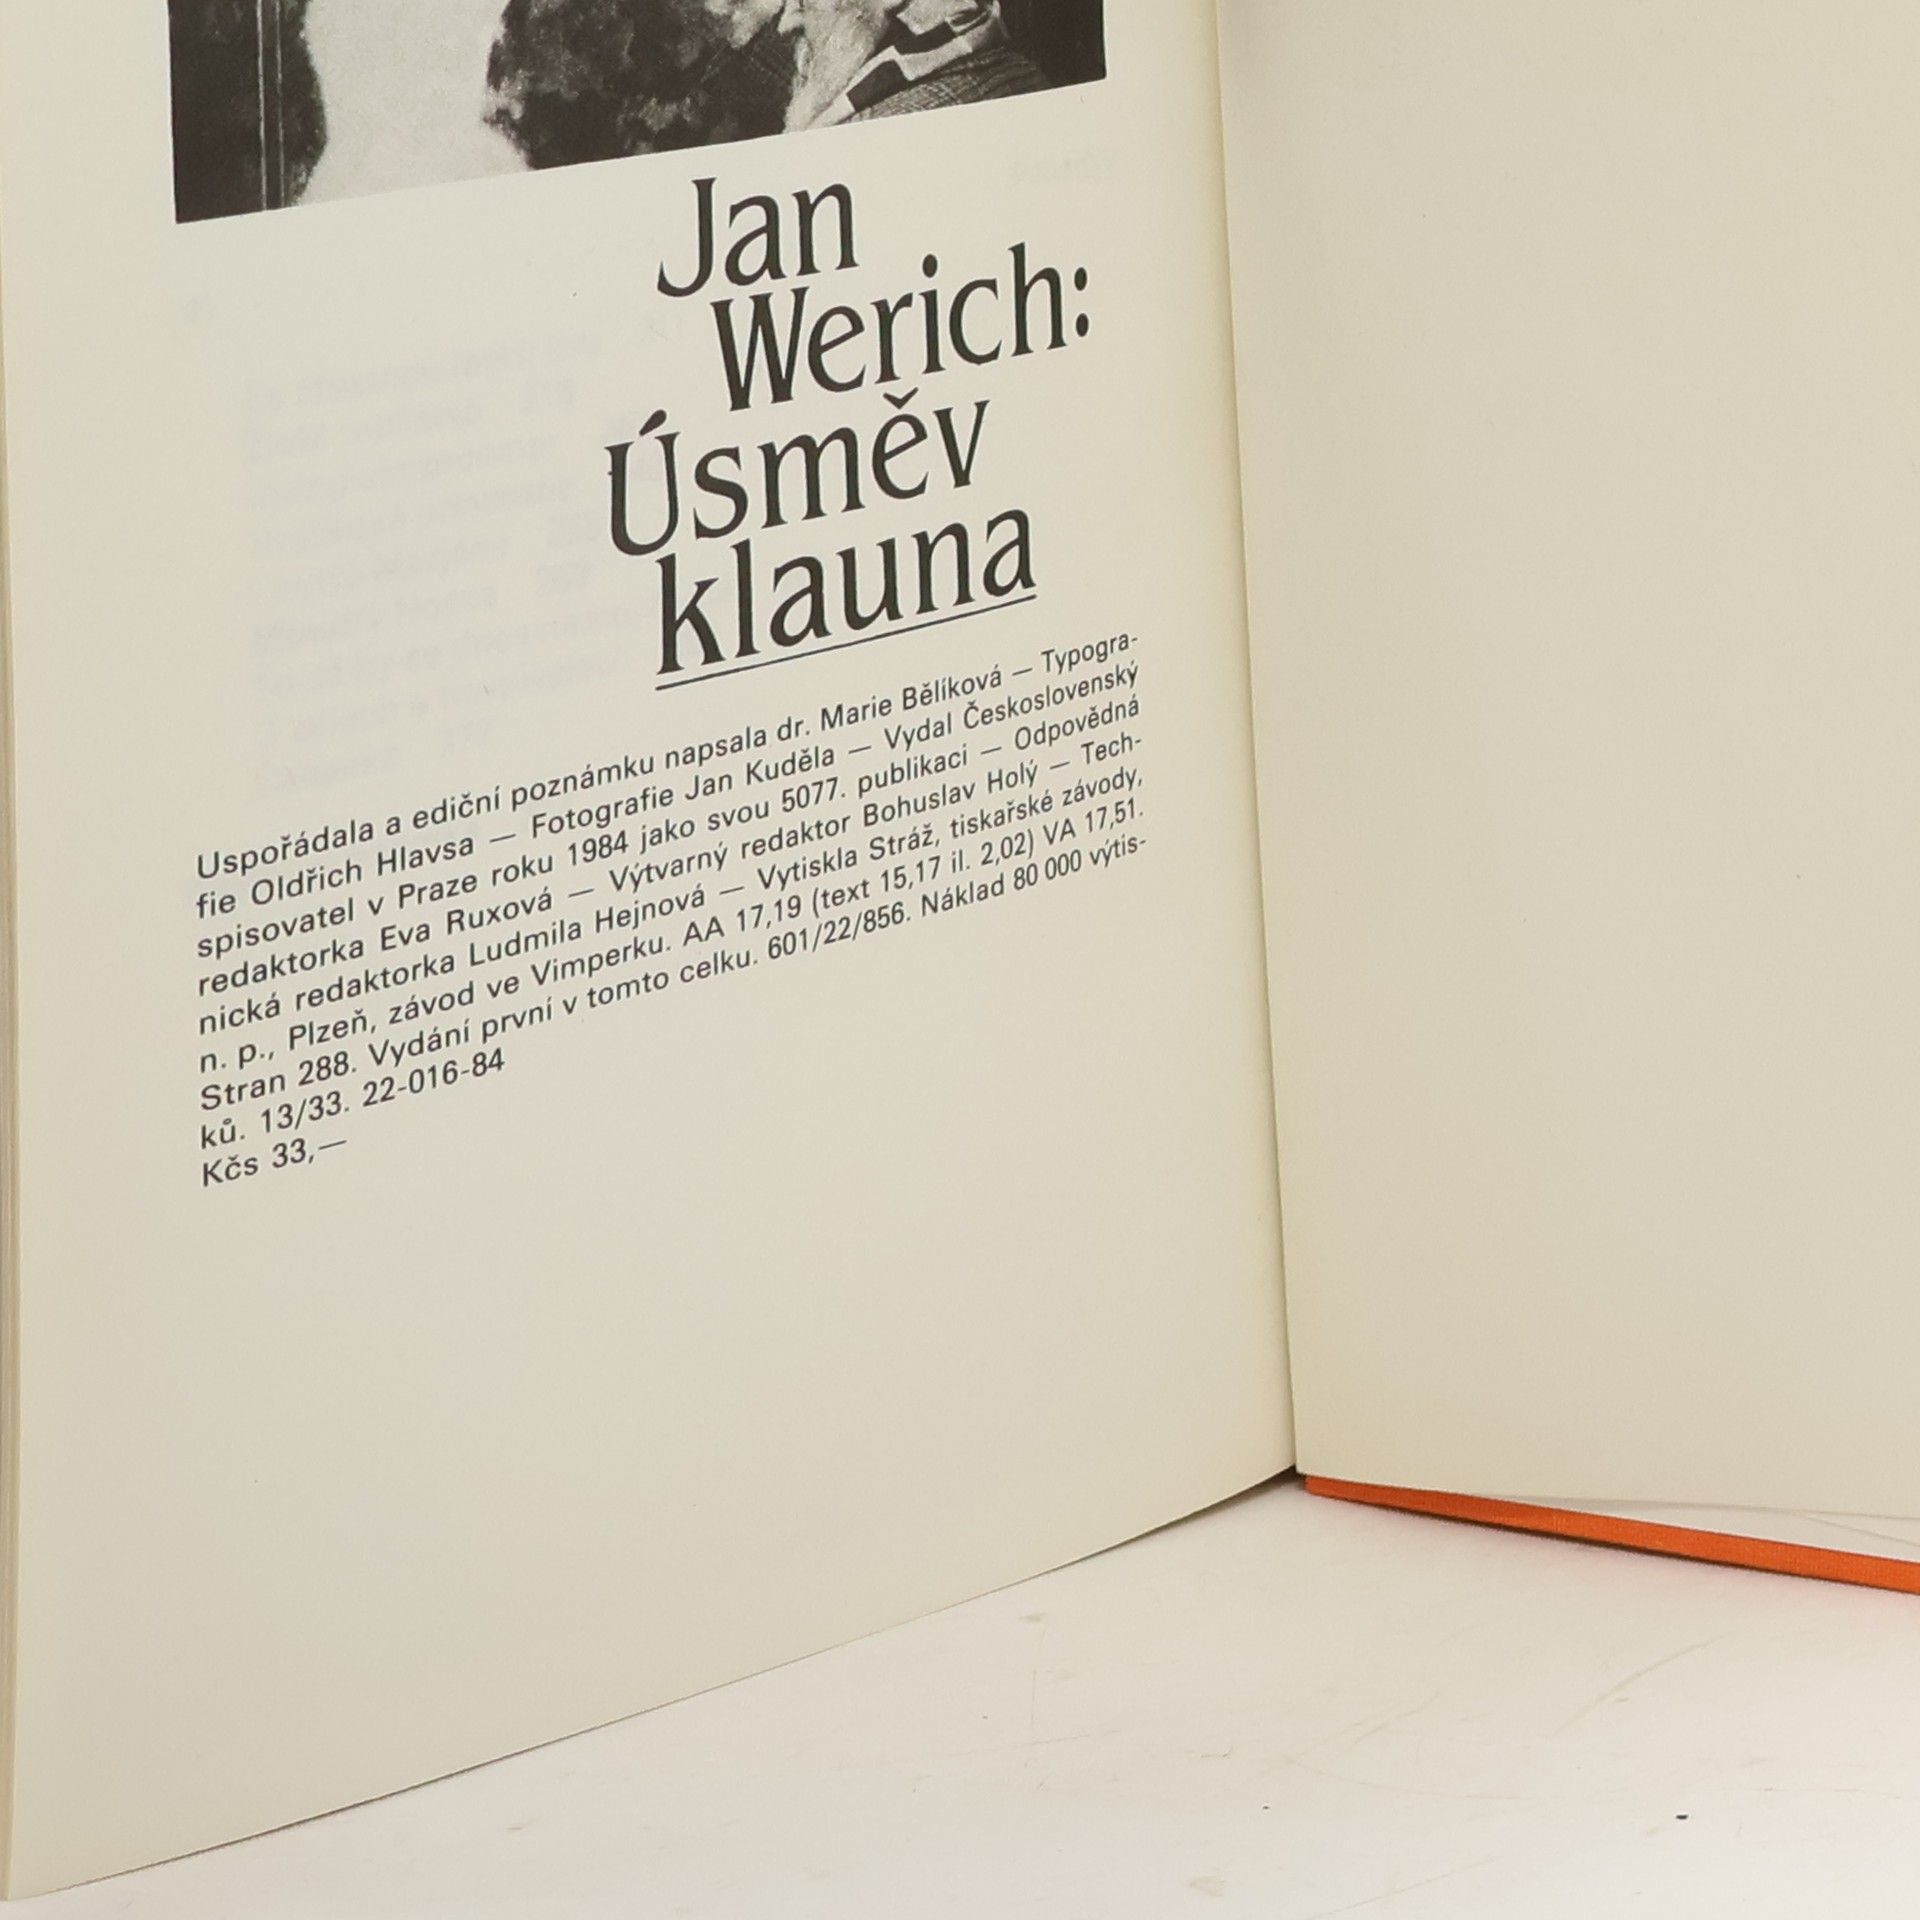 Jan
Werich:
Úsměv
klauna
Uspořádala a ediční poznámku napsala dr. Marie Bělíková — Typogra-
fie Oldřich Hlavsa — Fotografie Jan Kuděla — Vydal Československý
spisovatel v Praze roku 1984 jako svou 5077. publikaci — Odpovědná
redaktorka Eva Ruxová — Výtvarný redaktor Bohuslav Holý — Tech-
nická redaktorka Ludmila Hejnová — Vytiskla Stráž, tiskařské závody,
n. p., Plzeň, závod ve Vimperku. AA 17,19 (text 15,17 il. 2,02) VA 17,51.
Stran 288. Vydání první v tomto celku. 601/22/856. Náklad 80 000 výtis-
ků. 13/33. 22-016-84
Kčs 33,—